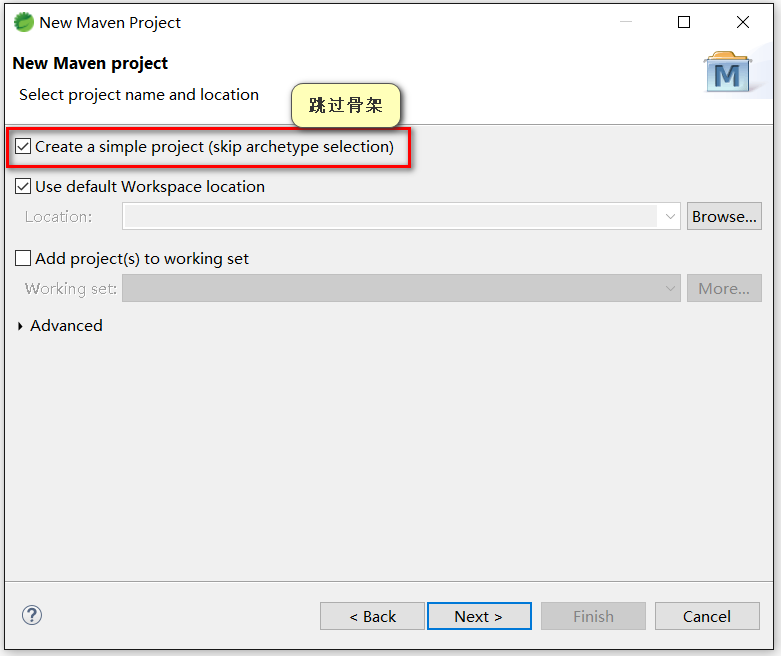 New Maven Project
New Maven project
Select project name and location
跳过骨架
Create a simple project (skip archetype selection)
Use default Workspace location
Location:
Browse...
Add project(s) to working set
Working set:
More...
Advanced
< Back
Next >
Finish
Cancel